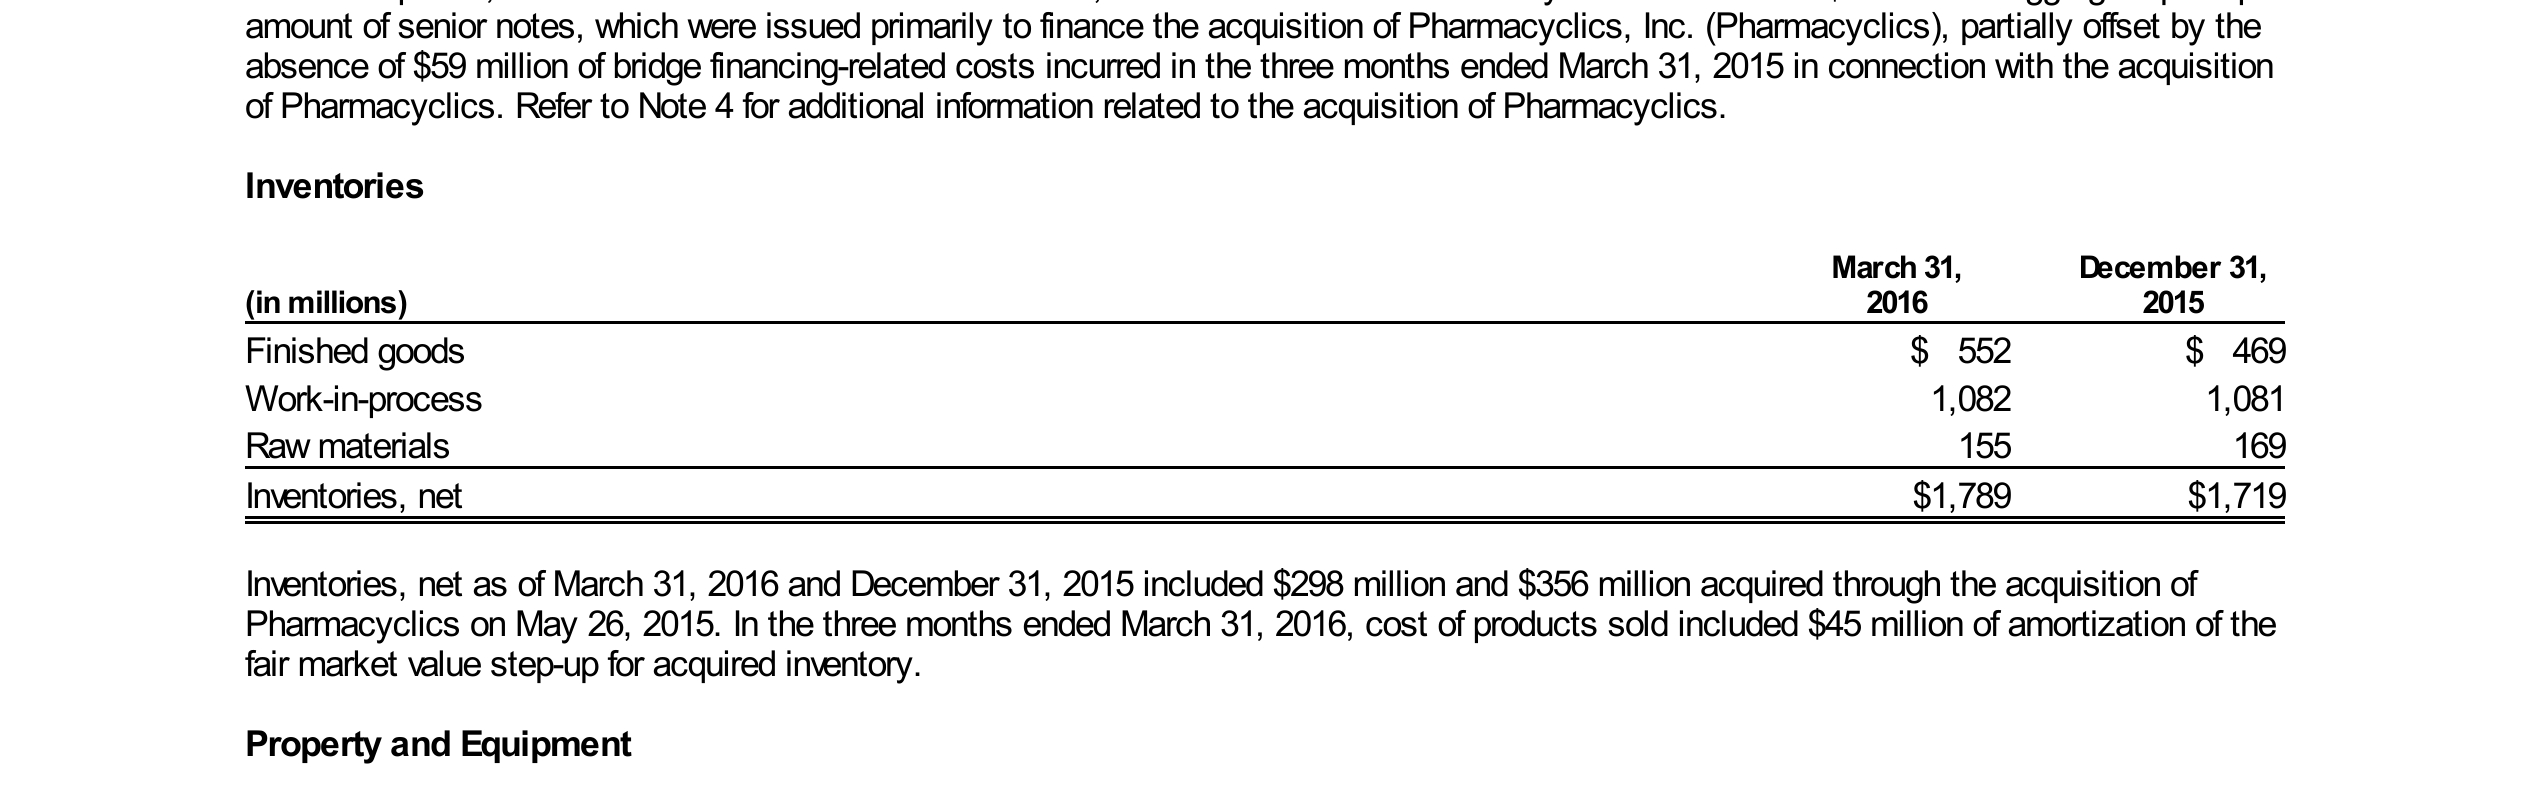 amount of senior notes, which were issued primarily to finance the acquisition of Pharmacyclics, Inc. (Pharmacyclics), partially offset by the
absence of $59 million of bridge financing-related costs incurred in the three months ended March 31, 2015 in connection with the acquisition
of Pharmacyclics. Refer to Note 4 for additional information related to the acquisition of Pharmacyclics.
Inventories
March 31, December 31,
(in millions) 2016 2015
Finished goods $ 552 $ 469
Work-in-process 1,082 1,081
Raw materials 155 169
Inventories, net $1,789 $1,719
Inventories, net as of March 31, 2016 and December 31, 2015 included $298 million and $356 million acquired through the acquisition of
Pharmacyclics on May 26, 2015. In the three months ended March 31, 2016, cost of products sold included $45 million of amortization of the
fair market value step-up for acquired inventory.
Property and Equipment